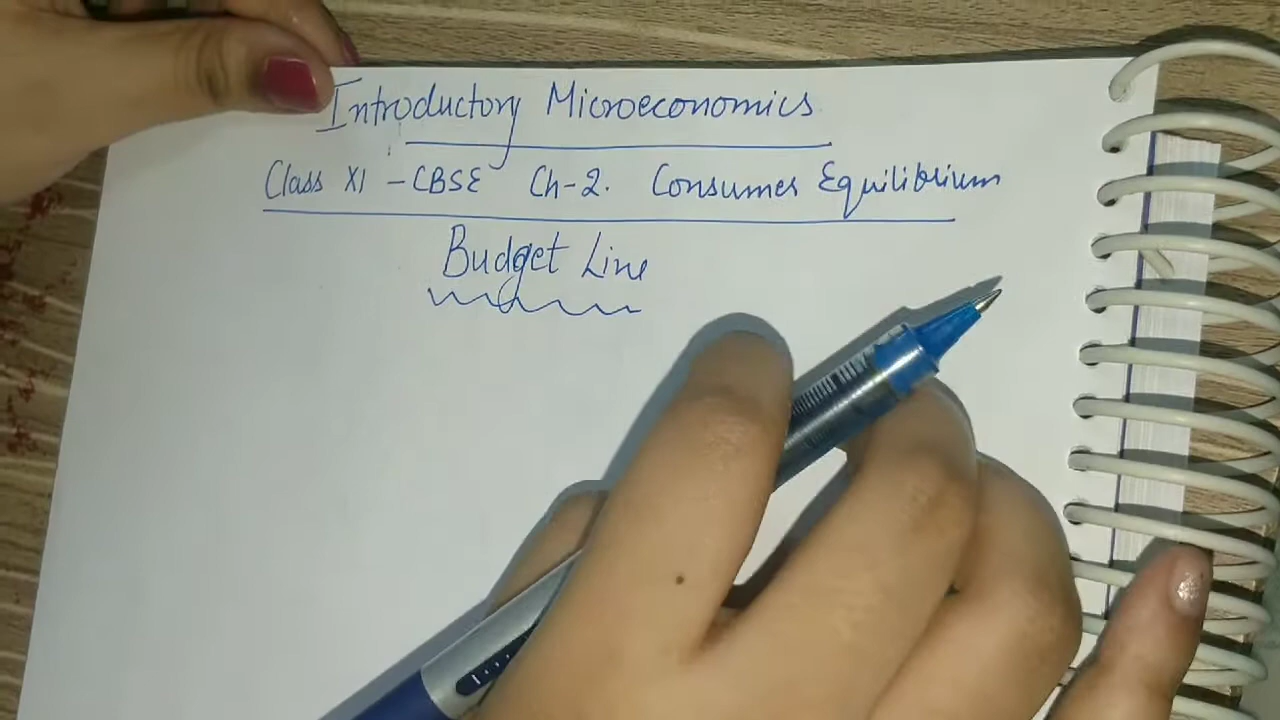 Introductory Microeconomics
Class XI - CBSE Ch-2. Consumer Equilibrium
Budget Line